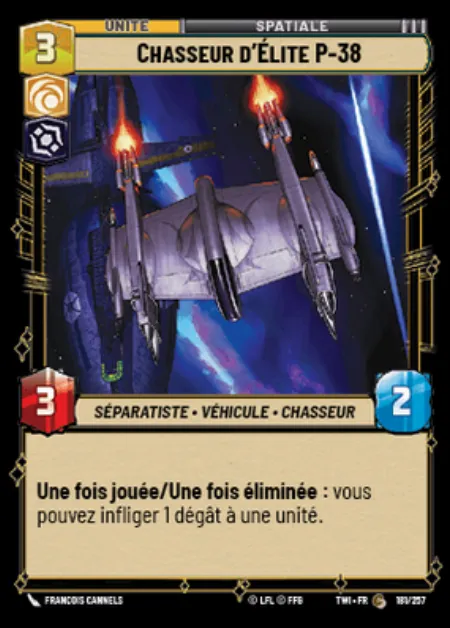 UNITÉ
SPATIALE
3
CHASSEUR D'ÉLITE P-38
3
SÉPARATISTE • VÉHICULE • CHASSEUR
2
Une fois jouée/Une fois éliminée : vous
pouvez infliger 1 dégât à une unité.
FRANCOIS CANNELS
© LFL © FFG
TWI • FR C 181/257